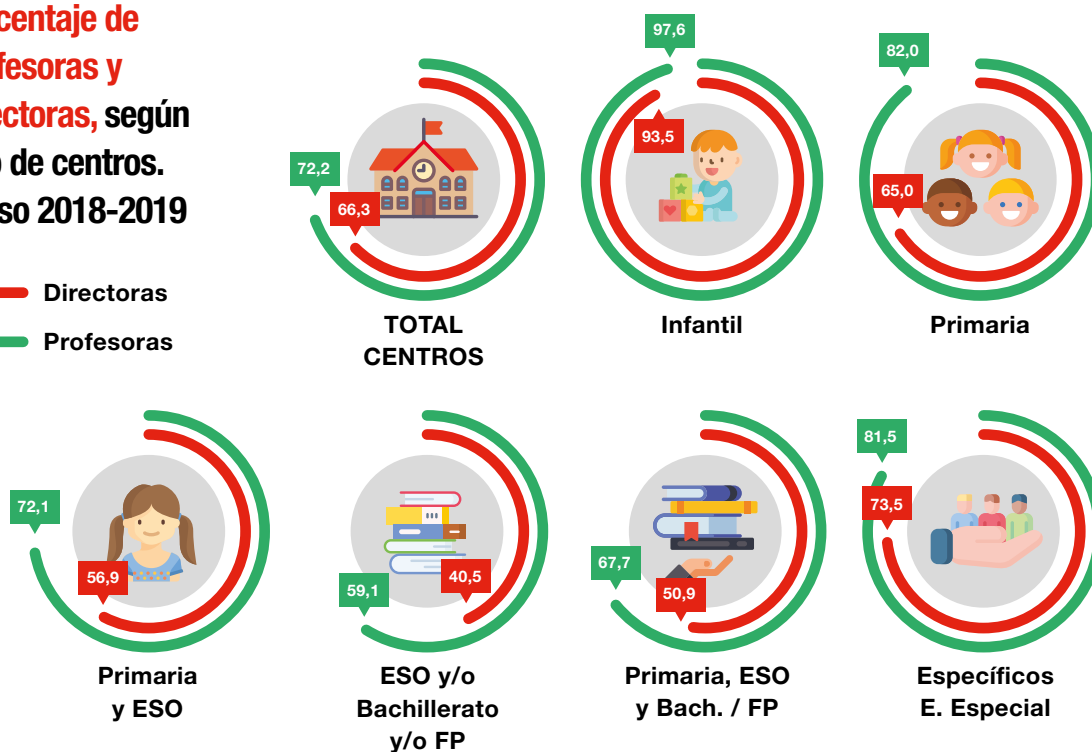 centaje de
fesoras y
ectoras, según
o de centros.
so 2018-2019
Directoras
Profesoras
72,2
66,3
TOTAL
CENTROS
97,6
93,5
Infantil
82,0
65,0
Primaria
72,1
56,9
Primaria
y ESO
59,1
40,5
ESO y/o
Bachillerato
y/o FP
67,7
50,9
Primaria, ESO
y Bach. / FP
81,5
73,5
Específicos
E. Especial